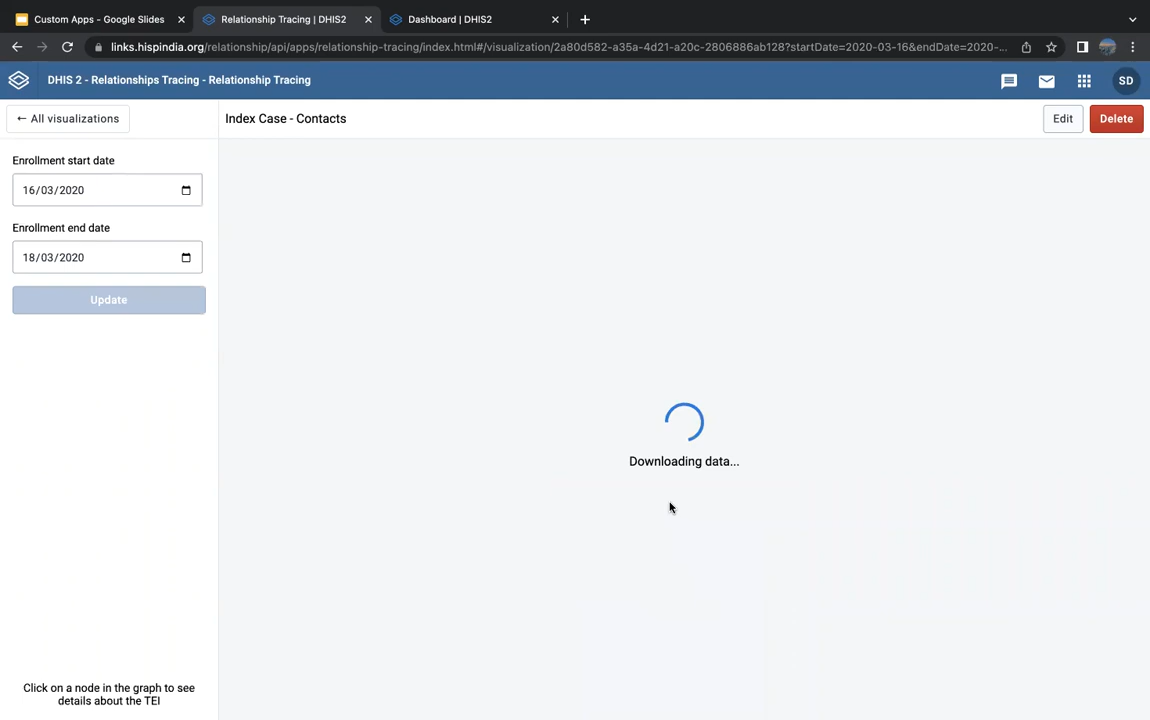 Custom Apps - Google Slides
Relationship Tracing | DHIS2
Dashboard | DHIS2
links.hispindia.org/relationship/api/apps/relationship-tracing/index.html#/visualization/2a80d582-a35a-4d21-a20c-2806886ab128?startDate=2020-03-16&endDate=2020-...
DHIS 2 - Relationships Tracing - Relationship Tracing
SD
← All visualizations
Index Case - Contacts
Edit
Delete
Enrollment start date
16/03/2020
Enrollment end date
18/03/2020
Update
Downloading data...
Click on a node in the graph to see
details about the TEI